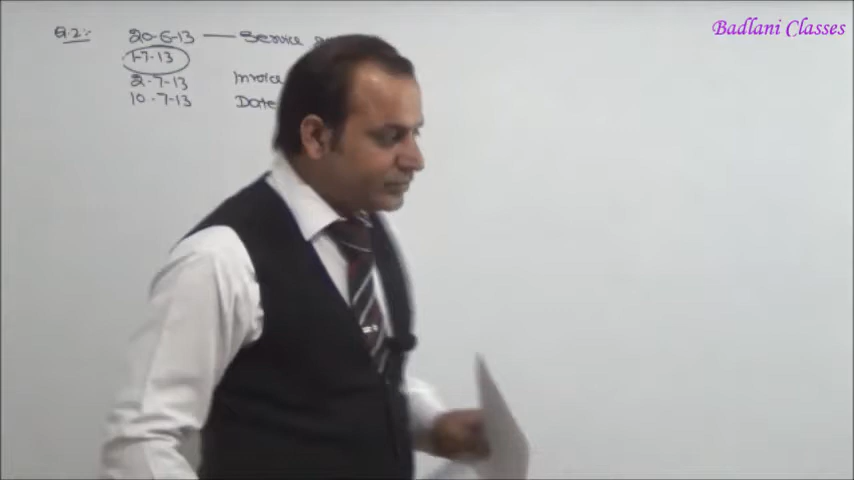 Badlani Classes
Q.2:- 20-6-13 — Service
1-7-13
2-7-13 Invoice
10-7-13 Date